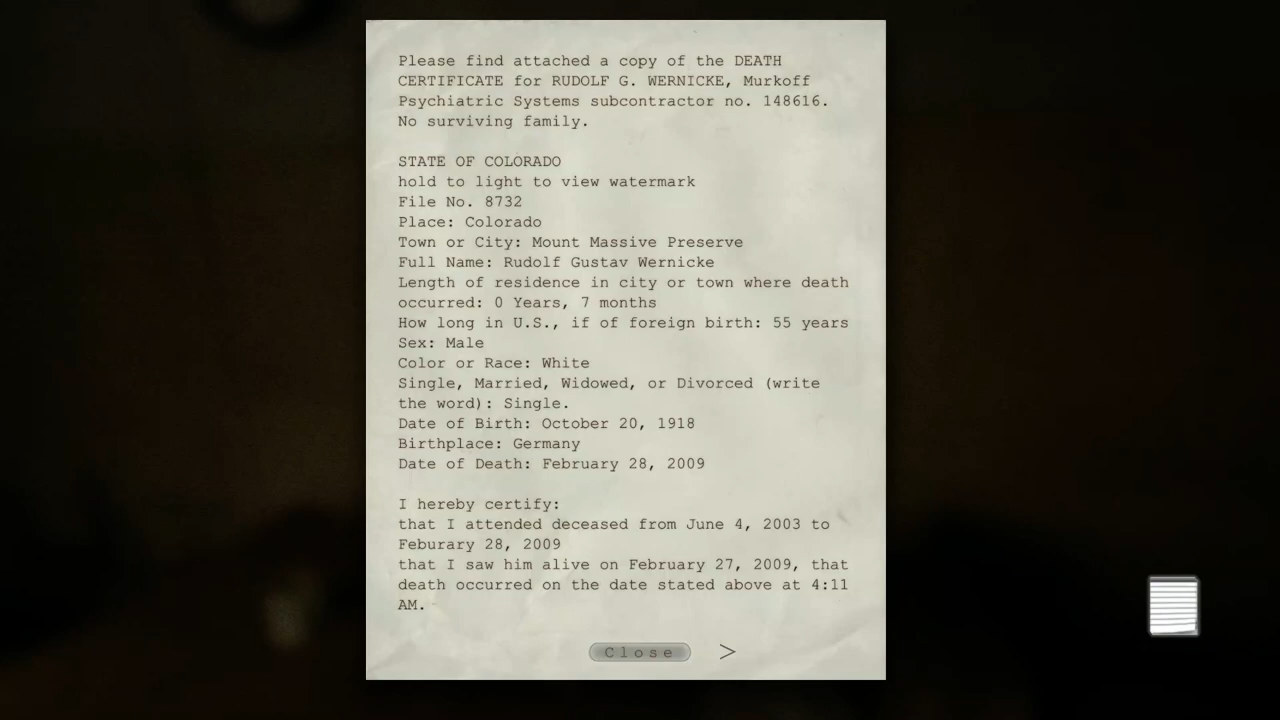 Please find attached a copy of the DEATH
CERTIFICATE for RUDOLF G. WERNICKE, Murkoff
Psychiatric Systems subcontractor no. 148616.
No surviving family.
STATE OF COLORADO
hold to light to view watermark
File No. 8732
Place: Colorado
Town or City: Mount Massive Preserve
Full Name: Rudolf Gustav Wernicke
Length of residence in city or town where death
occurred: 0 Years, 7 months
How long in U.S., if of foreign birth: 55 years
Sex: Male
Color or Race: White
Single, Married, Widowed, or Divorced (write
the word): Single.
Date of Birth: October 20, 1918
Birthplace: Germany
Date of Death: February 28, 2009
I hereby certify:
that I attended deceased from June 4, 2003 to
Feburary 28, 2009
that I saw him alive on February 27, 2009, that
death occurred on the date stated above at 4:11
AM.
Close >